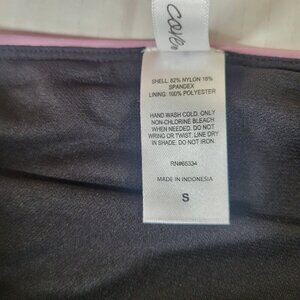 SHELL: 82% NYLON 18%
SPANDEX
LINING: 100% POLYESTER
HAND WASH COLD. ONLY
NON-CHLORINE BLEACH
WHEN NEEDED. DO NOT
WRING OR TWIST. LINE DRY
IN SHADE. DO NOT IRON.
RN#65334
MADE IN INDONESIA
S